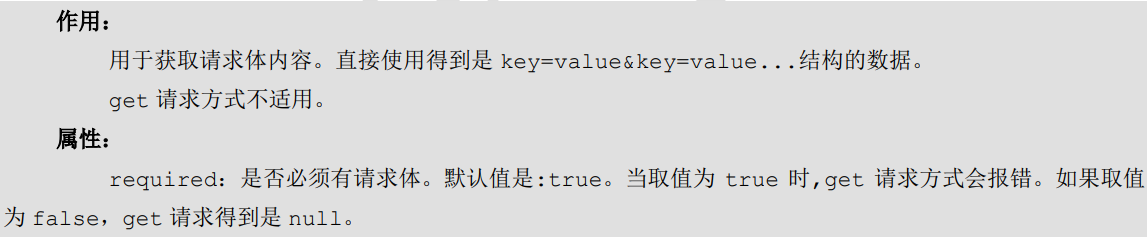 作用：
用于获取请求体内容。直接使用得到是 key=value&key=value...结构的数据。
get 请求方式不适用。
属性：
required：是否必须有请求体。默认值是:true。当取值为 true 时,get 请求方式会报错。如果取值
为 false，get 请求得到是 null。